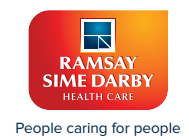 RAMSAY
SIME DARBY
HEALTH CARE
People caring for people